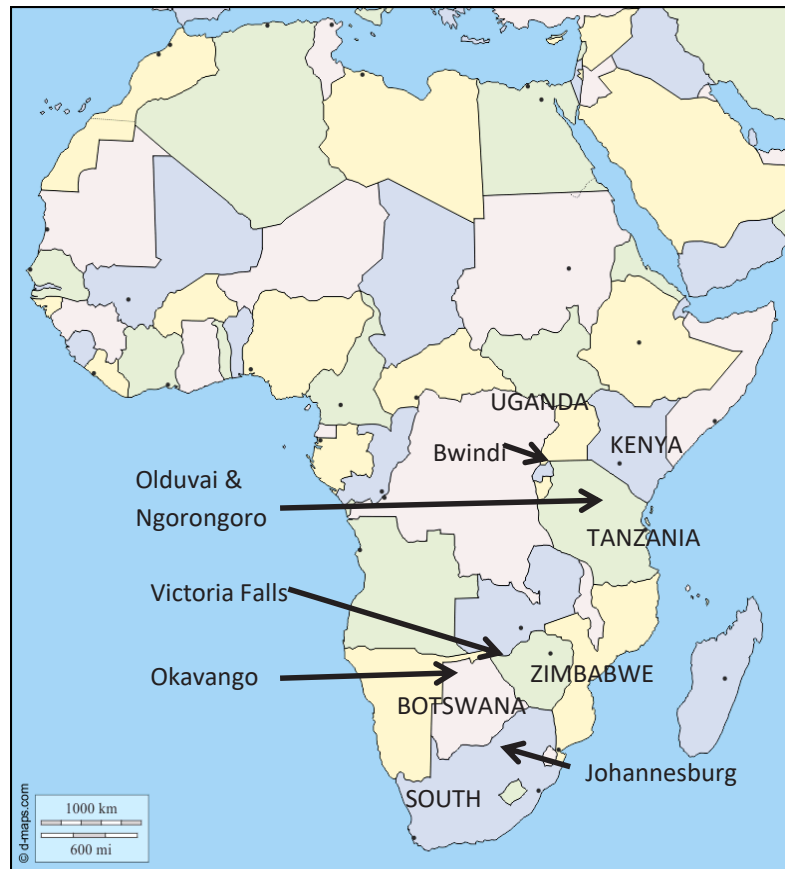 UGANDA
Bwindi
KENYA
Olduvai &
Ngorongoro
TANZANIA
Victoria Falls
Okavango
ZIMBABWE
BOTSWANA
Johannesburg
SOUTH
1000 km
600 mi
© d-maps.com